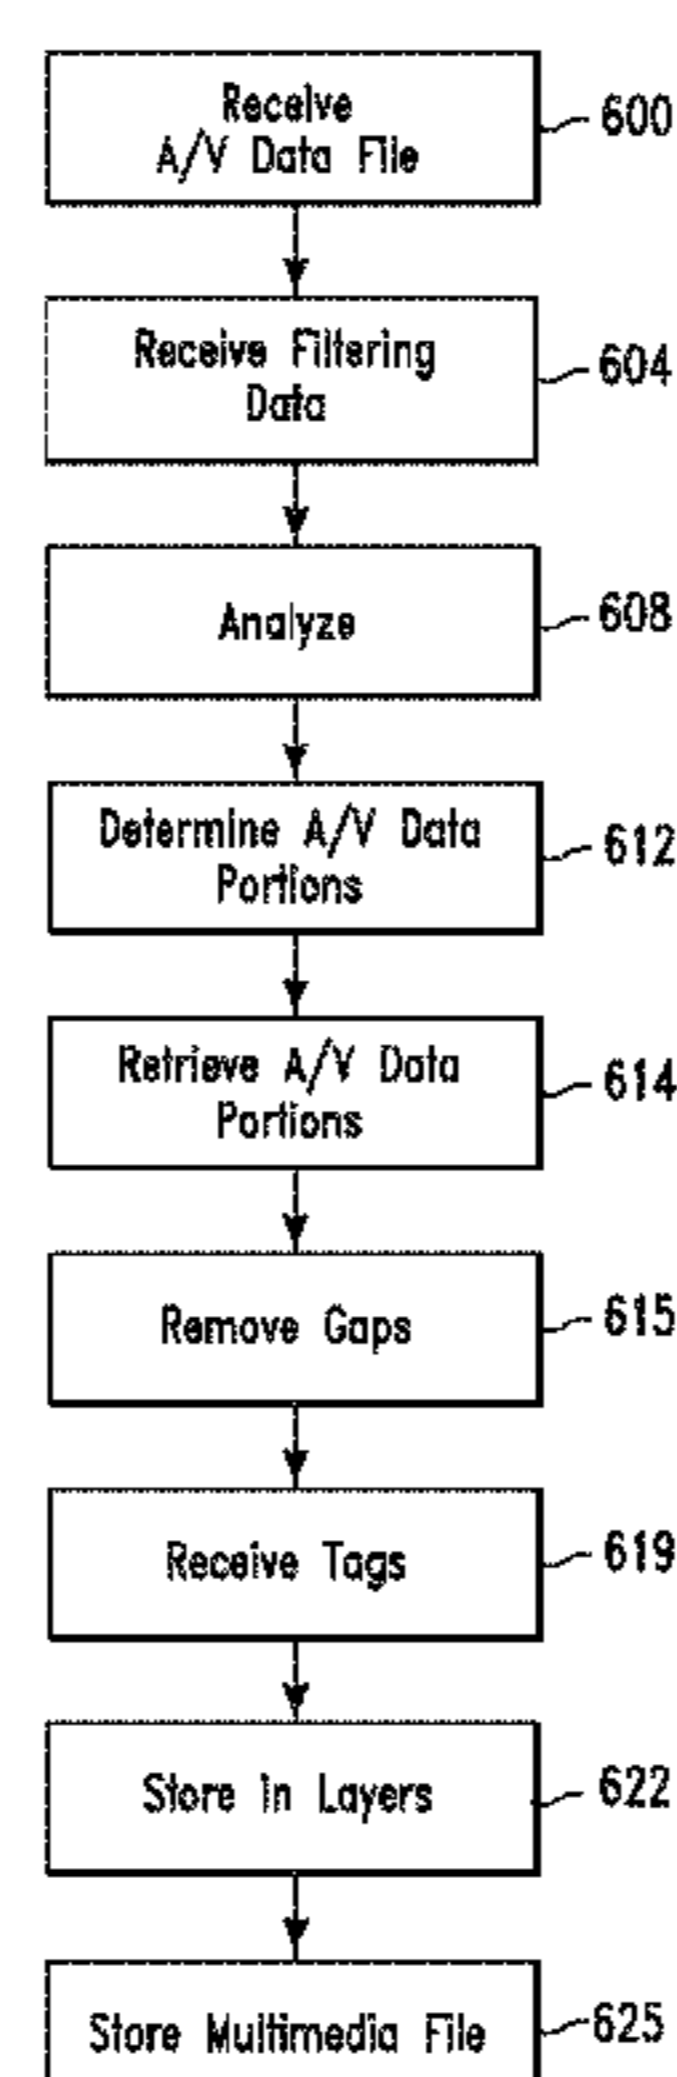 Receive
A/V Data File
600
Receive Filtering
Data
604
Analyze
608
Determine A/V Data
Portions
612
Retrieve A/V Data
Portions
614
Remove Gaps
615
Receive Tags
619
Store in Layers
622
Store Multimedia File
625